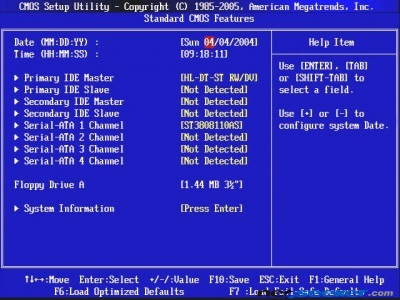 CMOS Setup Utility - Copyright (C) 1985-2005, American Megatrends, Inc.
Standard CMOS Features
Date (MM:DD:YY) : [Sun 04/04/2004]
Time (HH:MM:SS) : [09:18:11]
Help Item
Use [ENTER], [TAB]
or [SHIFT-TAB] to
select a field.
Use [+] or [-] to
configure system Date.
Primary IDE Master [HL-DT-ST RW/DV]
Primary IDE Slave [Not Detected]
Secondary IDE Master [Not Detected]
Secondary IDE Slave [Not Detected]
Serial-ATA 1 Channel [ST3808110AS]
Serial-ATA 2 Channel [Not Detected]
Serial-ATA 3 Channel [Not Detected]
Serial-ATA 4 Channel [Not Detected]
Floppy Drive A [1.44 MB 3½"]
System Information [Press Enter]
↑↓←→:Move Enter:Select +/-/:Value F10:Save ESC:Exit F1:General Help
F6:Load Optimized Defaults F7 :Load Fail-Safe Defaults